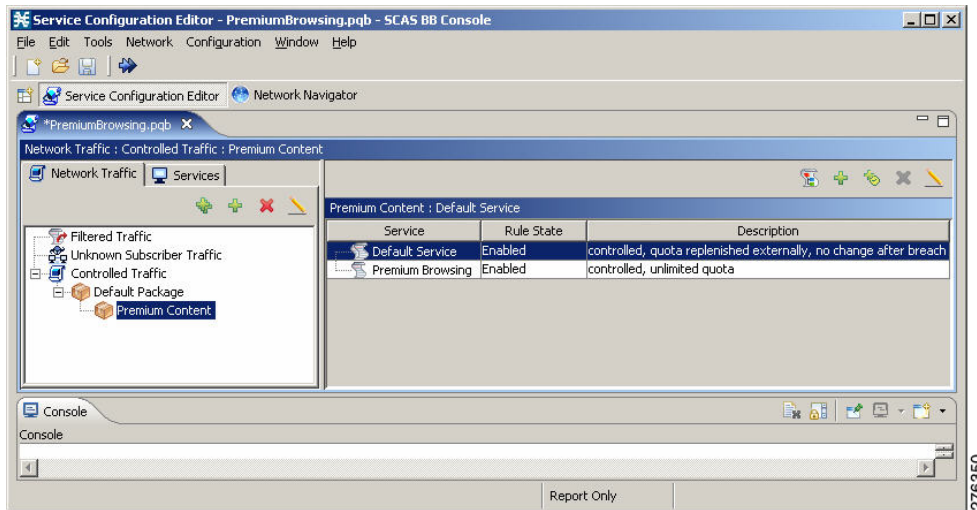 Service Configuration Editor - PremiumBrowsing.pqb - SCAS BB Console
File Edit Tools Network Configuration Window Help
Service Configuration Editor Network Navigator
*PremiumBrowsing.pqb
Network Traffic : Controlled Traffic : Premium Content
Network Traffic Services
Filtered Traffic
Unknown Subscriber Traffic
Controlled Traffic
Default Package
Premium Content
Premium Content : Default Service
Service Rule State Description
Default Service Enabled controlled, quota replenished externally, no change after breach
Premium Browsing Enabled controlled, unlimited quota
Console
Console
Report Only
276350